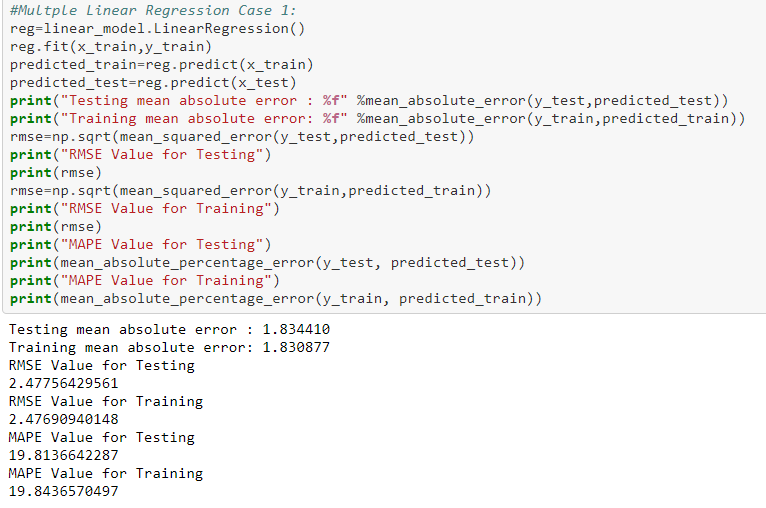 #Multple Linear Regression Case 1:
reg=linear_model.LinearRegression()
reg.fit(x_train,y_train)
predicted_train=reg.predict(x_train)
predicted_test=reg.predict(x_test)
print("Testing mean absolute error : %f" %mean_absolute_error(y_test,predicted_test))
print("Training mean absolute error: %f" %mean_absolute_error(y_train,predicted_train))
rmse=np.sqrt(mean_squared_error(y_test,predicted_test))
print("RMSE Value for Testing")
print(rmse)
rmse=np.sqrt(mean_squared_error(y_train,predicted_train))
print("RMSE Value for Training")
print(rmse)
print("MAPE Value for Testing")
print(mean_absolute_percentage_error(y_test, predicted_test))
print("MAPE Value for Training")
print(mean_absolute_percentage_error(y_train, predicted_train))
Testing mean absolute error : 1.834410
Training mean absolute error: 1.830877
RMSE Value for Testing
2.47756429561
RMSE Value for Training
2.47690940148
MAPE Value for Testing
19.8136642287
MAPE Value for Training
19.8436570497